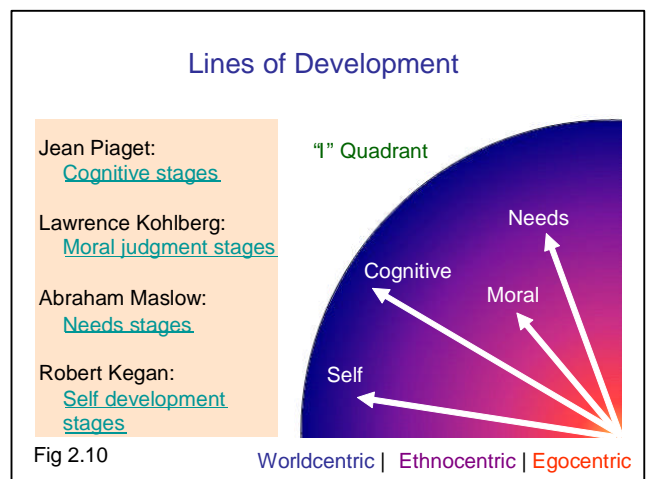 Lines of Development
Jean Piaget:
Cognitive stages
Lawrence Kohlberg:
Moral judgment stages
Abraham Maslow:
Needs stages
Robert Kegan:
Self development
stages
Fig 2.10
“I” Quadrant
Needs
Cognitive
Moral
Self
Worldcentric | Ethnocentric | Egocentric